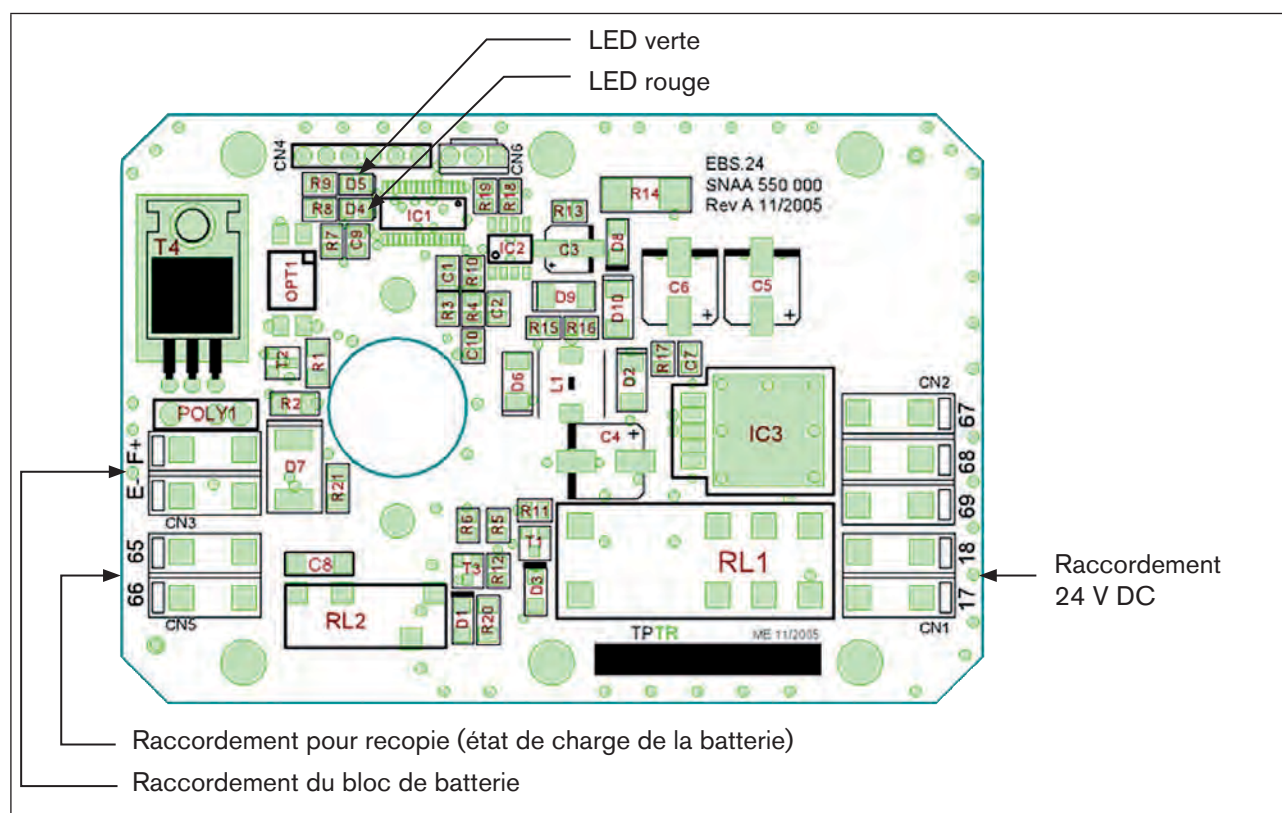 LED verte
LED rouge
CN4
CN6
EBS.24
SNAA 550 000
Rev A 11/2005
R9 D5
R8 D4
IC1
R19
R18
R14
R13
T4
R7
C9
IC2
C3
D8
OPT1
C1
R10
D9
D10
C6
C5
R3
R4
C2
R15 R16
C10
T2
R1
D6
L1
D2
R17
C7
CN2
R2
POLY1
67
C4
IC3
F+
D7
68
E-
R21
69
CN3
R6
R5
R11
65
T1
18
RL1
C8
T3
R12
D3
66
17
RL2
D1
R20
CN5
CN1
TPTR
ME 11/2005
Raccordement
24 V DC
Raccordement pour recopie (état de charge de la batterie)
Raccordement du bloc de batterie